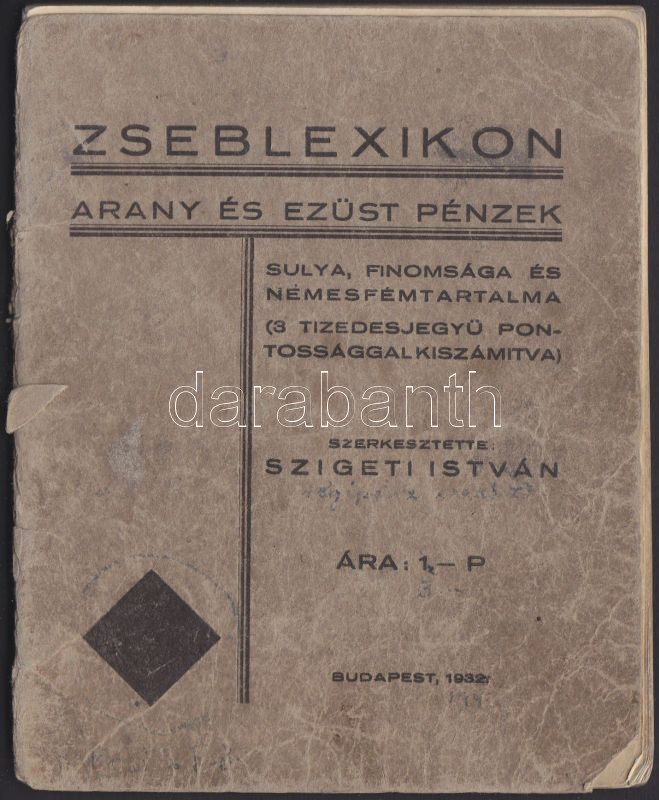 ZSEBLEXIKON
ARANY ÉS EZÜST PÉNZEK
SULYA, FINOMSÁGA ÉS
NEMESFÉMTARTALMA
(3 TIZEDESJEGYÜ PON-
TOSSÁGGAL KISZÁMITVA)
darabanth
SZERKESZTETTE:
SZIGETI ISTVÁN
ÁRA: 1,— P
3
BUDAPEST, 1932.